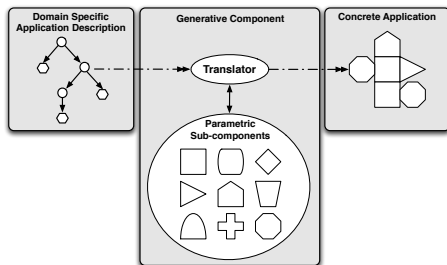 Domain Specific
Application Description
Generative Component
Concrete Application
Translator
Parametric
Sub-components